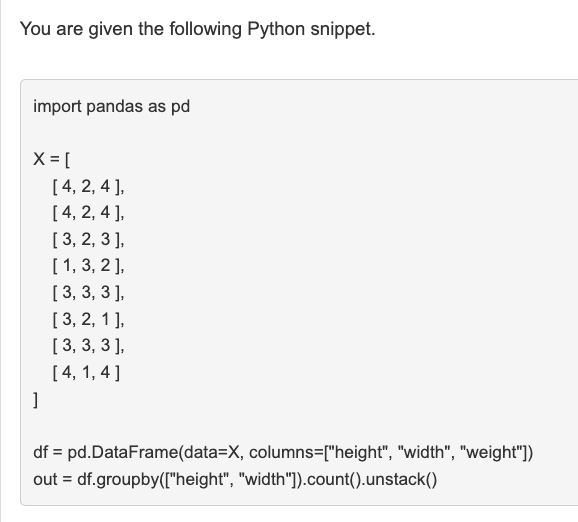 You are given the following Python snippet.
import pandas as pd
X = [
[ 4, 2, 4 ],
[ 4, 2, 4 ],
[ 3, 2, 3 ],
[ 1, 3, 2 ],
[ 3, 3, 3 ],
[ 3, 2, 1 ],
[ 3, 3, 3 ],
[ 4, 1, 4 ]
]
df = pd.DataFrame(data=X, columns=["height", "width", "weight"])
out = df.groupby(["height", "width"]).count().unstack()